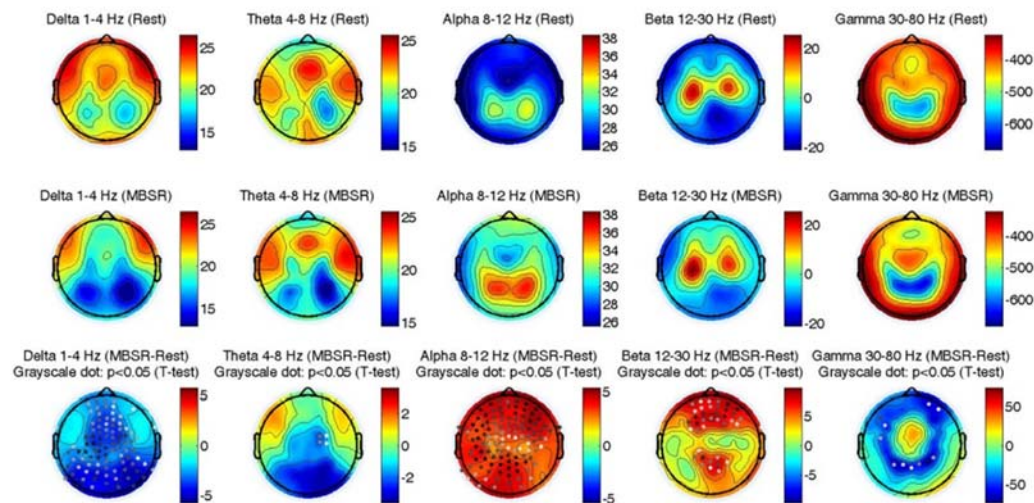 Delta 1-4 Hz (Rest)
Theta 4-8 Hz (Rest)
Alpha 8-12 Hz (Rest)
Beta 12-30 Hz (Rest)
Gamma 30-80 Hz (Rest)
25
20
15
25
20
15
38
36
34
32
30
28
26
20
0
-20
-400
-600
Delta 1-4 Hz (MBSR)
Theta 4-8 Hz (MBSR)
Alpha 8-12 Hz (MBSR)
Beta 12-30 Hz (MBSR)
Gamma 30-80 Hz (MBSR)
25
20
15
25
20
15
38
36
34
32
30
28
26
20
0
-20
-400
-600
Delta 1-4 Hz (MBSR-Rest)
Grayscale dot: p<0.05 (T-test)
Theta 4-8 Hz (MBSR-Rest)
Grayscale dot: p<0.05 (T-test)
Alpha 8-12 Hz (MBSR-Rest)
Grayscale dot: p<0.05 (T-test)
Beta 12-30 Hz (MBSR-Rest)
Grayscale dot: p<0.05 (T-test)
Gamma 30-80 Hz (MBSR-Rest)
Grayscale dot: p<0.05 (T-test)
5
0
-5
2
0
-2
5
0
-5
5
0
-5
50
0
-50